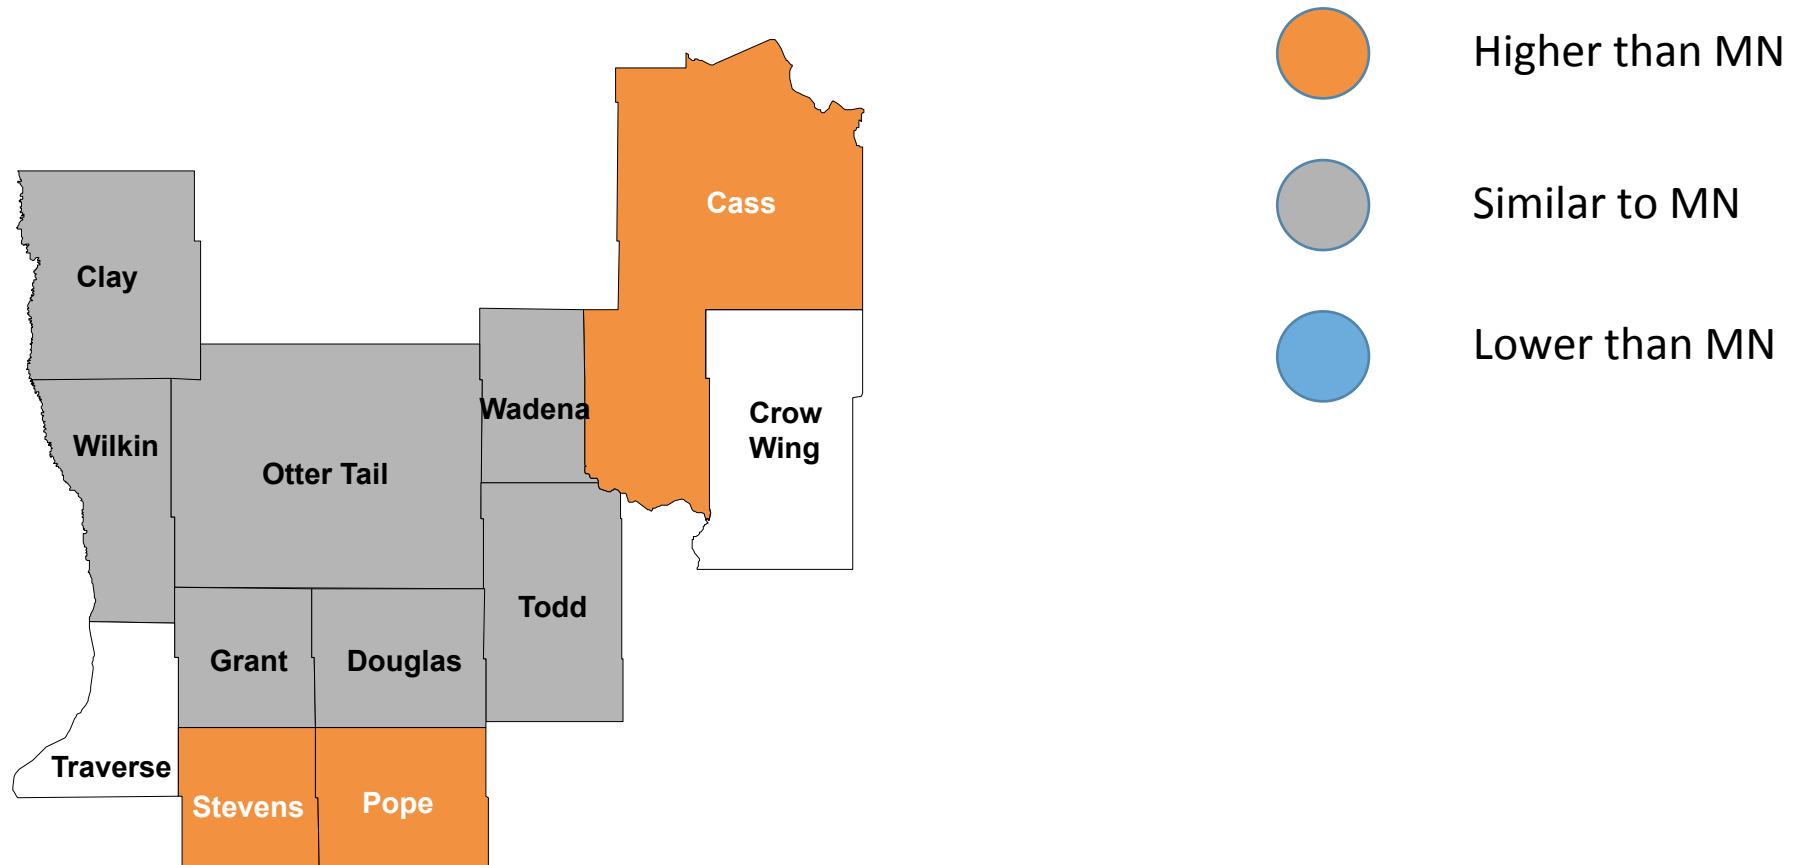 Higher than MN
Cass
Similar to MN
Clay
Lower than MN
Wadena
Crow
Wing
Wilkin
Otter Tail
Todd
Grant
Douglas
Traverse
Stevens
Pope